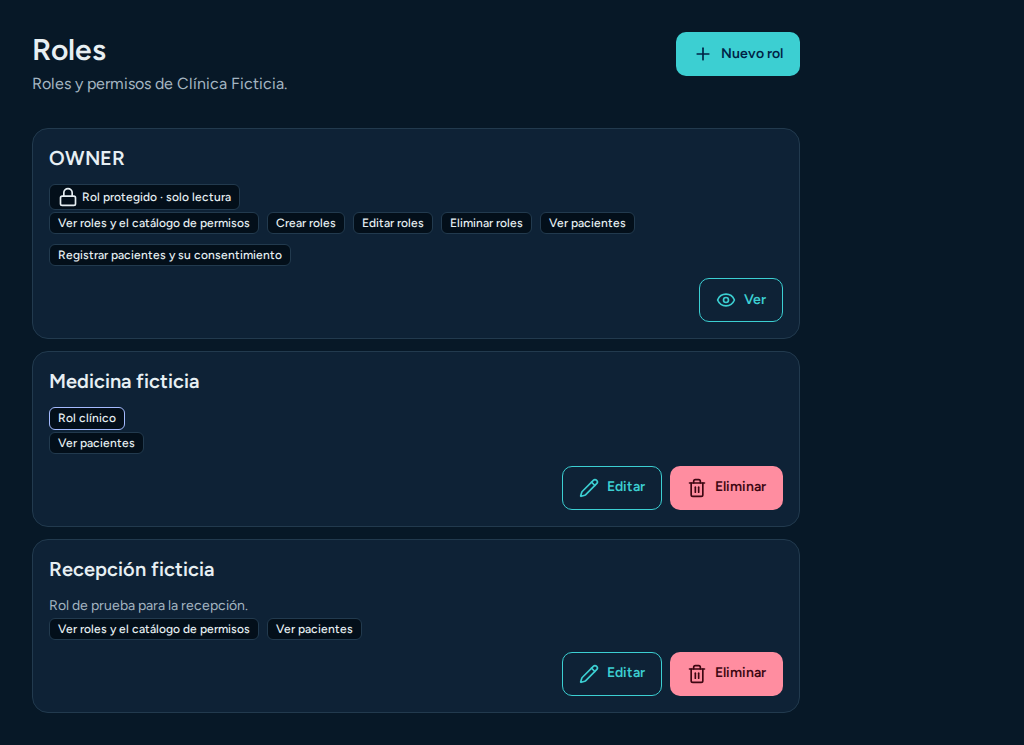 Roles
Nuevo rol
Roles y permisos de Clínica Ficticia.
OWNER
Rol protegido · solo lectura
Ver roles y el catálogo de permisos Crear roles Editar roles Eliminar roles Ver pacientes
Registrar pacientes y su consentimiento
Ver
Medicina ficticia
Rol clínico
Ver pacientes
Editar Eliminar
Recepción ficticia
Rol de prueba para la recepción.
Ver roles y el catálogo de permisos Ver pacientes
Editar Eliminar